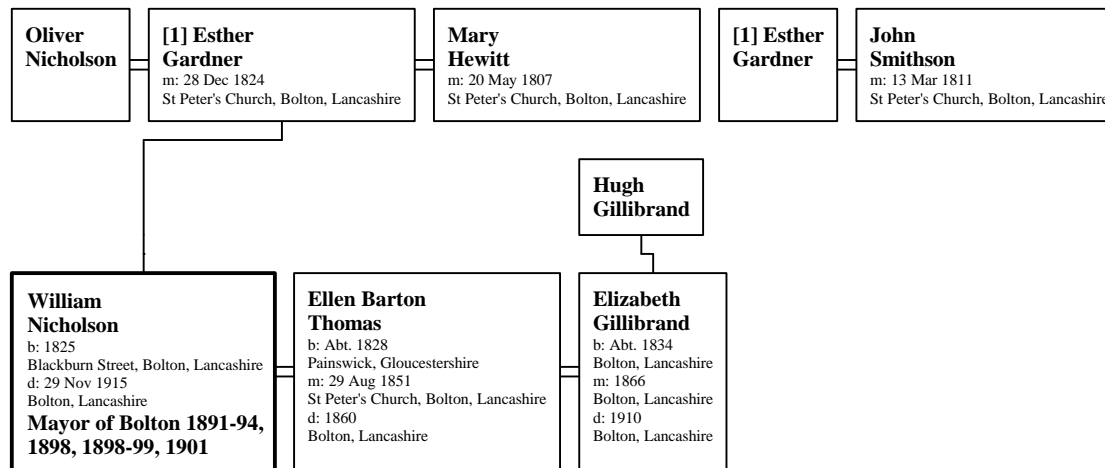 Oliver
Nicholson
[1] Esther
Gardner
m: 28 Dec 1824
St Peter's Church, Bolton, Lancashire
Mary
Hewitt
m: 20 May 1807
St Peter's Church, Bolton, Lancashire
[1] Esther
Gardner
John
Smithson
m: 13 Mar 1811
St Peter's Church, Bolton, Lancashire
Hugh
Gillibrand
William
Nicholson
b: 1825
Blackburn Street, Bolton, Lancashire
d: 29 Nov 1915
Bolton, Lancashire
Mayor of Bolton 1891-94,
1898, 1898-99, 1901
Ellen Barton
Thomas
b: Abt. 1828
Painswick, Gloucestershire
m: 29 Aug 1851
St Peter's Church, Bolton, Lancashire
d: 1860
Bolton, Lancashire
Elizabeth
Gillibrand
b: Abt. 1834
Bolton, Lancashire
m: 1866
Bolton, Lancashire
d: 1910
Bolton, Lancashire